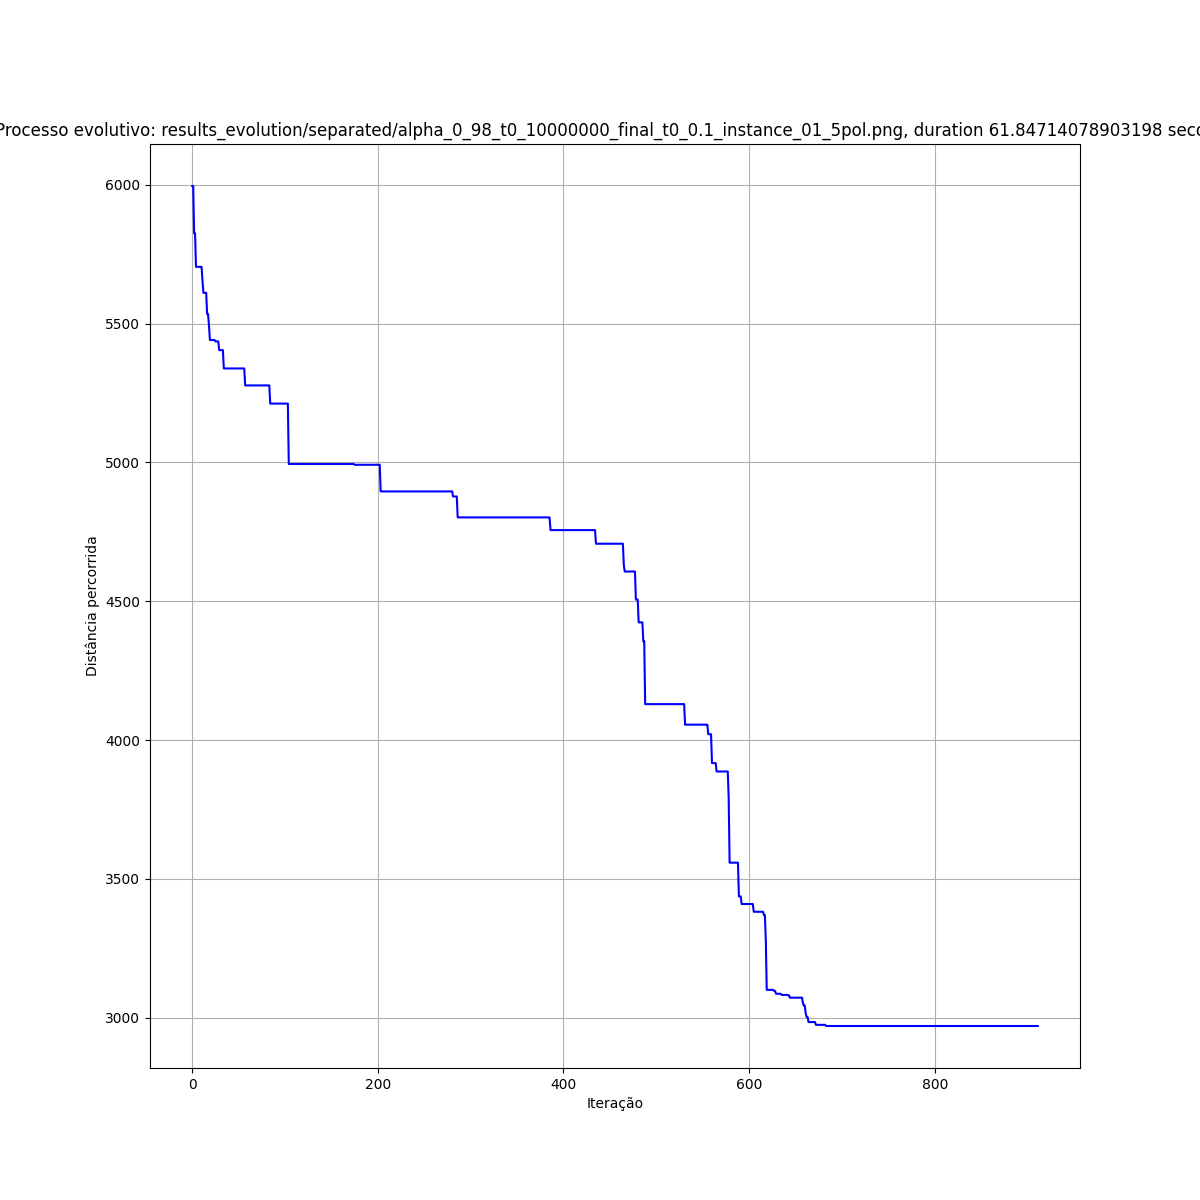 Processo evolutivo: results_evolution/separated/alpha_0_98_t0_10000000_final_t0_0.1_instance_01_5pol.png, duration 61.84714078903198 seco
6000
5500
5000
4500
4000
3500
3000
Distância percorrida
0 200 400 600 800
Iteração